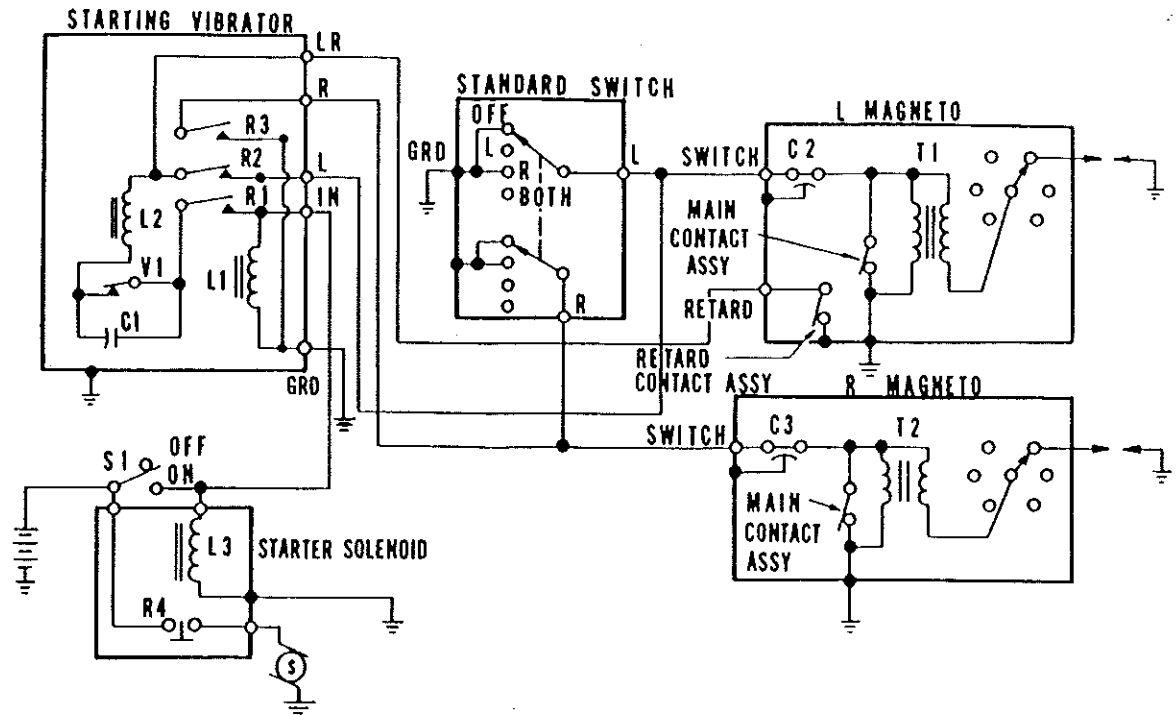 STARTING VIBRATOR
LR
R
R3
L
R2
IN
R1
L2
V1
L1
C1
GRD
STANDARD SWITCH
OFF
GRD
L
R
BOTH
L
R
L MAGNETO
SWITCH
C2
T1
MAIN
CONTACT
ASSY
RETARD
RETARD
CONTACT ASSY
R MAGNETO
SWITCH
C3
T2
MAIN
CONTACT
ASSY
S1
OFF
ON
L3
STARTER SOLENOID
R4
S